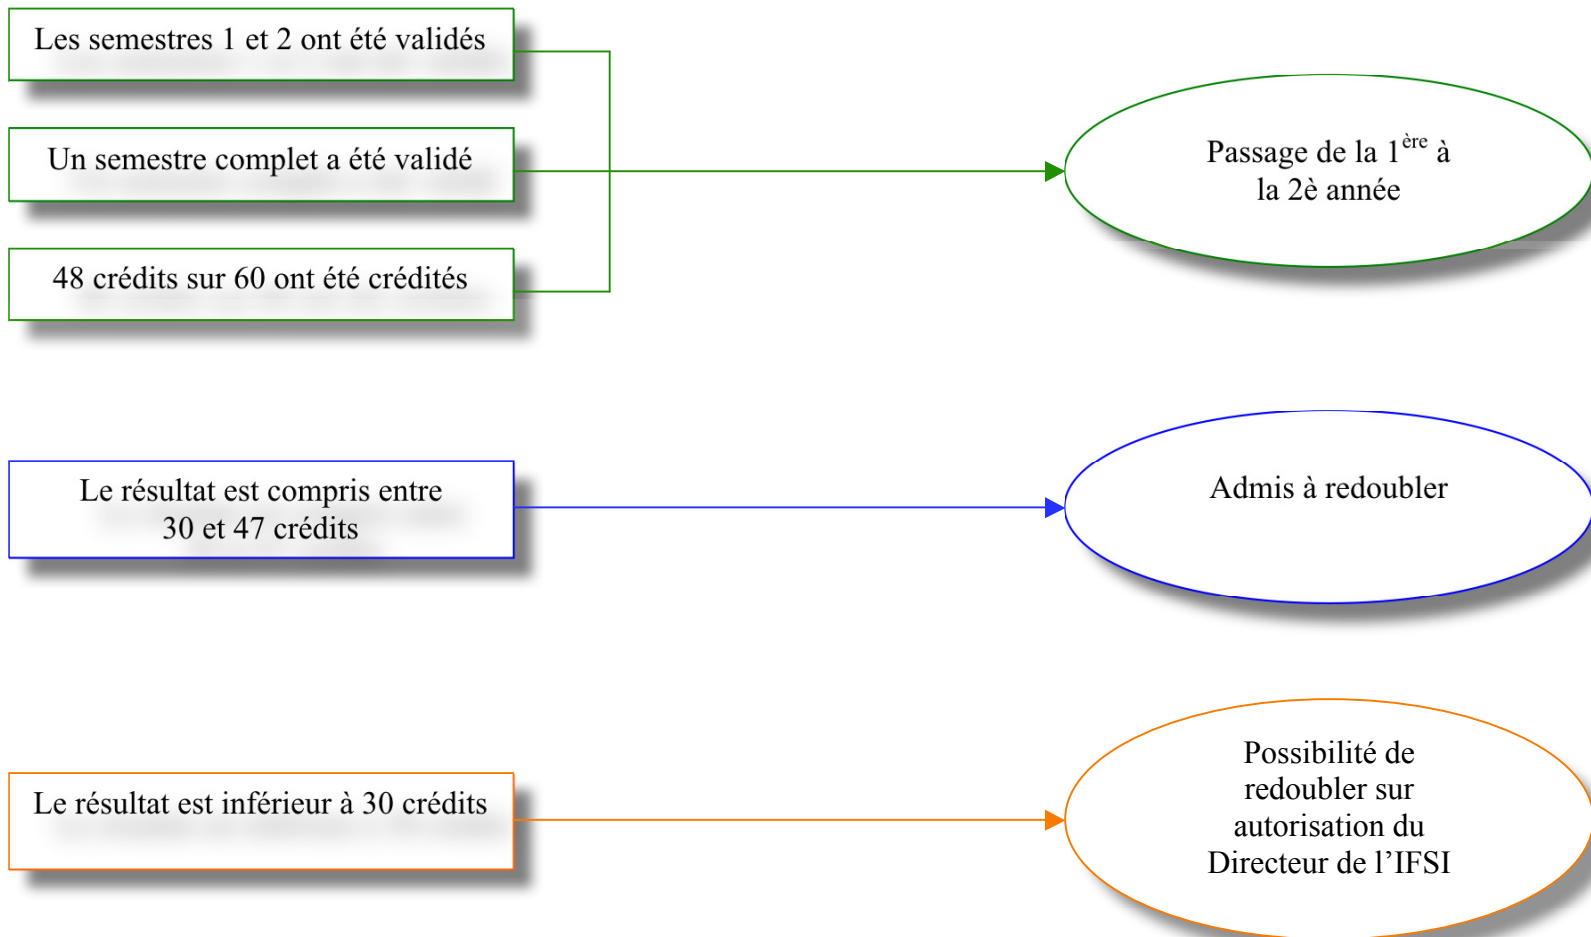 Les semestres 1 et 2 ont été validés
Un semestre complet a été validé
48 crédits sur 60 ont été crédités
Passage de la 1ère à
la 2è année
Le résultat est compris entre
30 et 47 crédits
Admis à redoubler
Le résultat est inférieur à 30 crédits
Possibilité de
redoubler sur
autorisation du
Directeur de l’IFSI